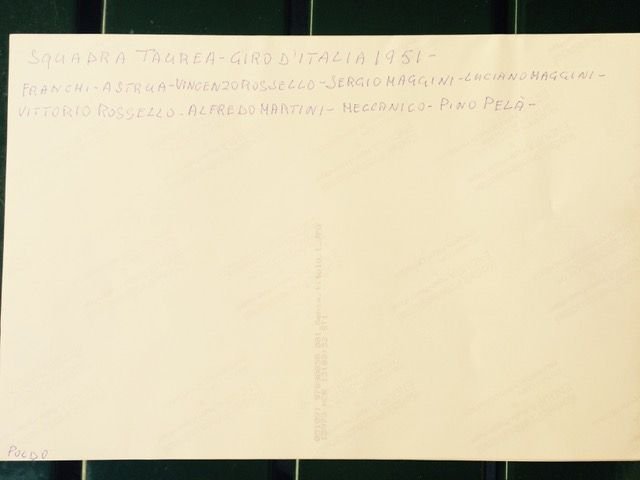 SQUADRA TAUREA - GIRO D'ITALIA 1951 -
FRANCHI - ASTRUA - VINCENZO ROSSELLO - SERGIO MAGGINI - LUCIANO MAGGINI -
VITTORIO ROSSELLO - ALFREDO MARTINI - MECCANICO - PINO PELÀ -
POLDO